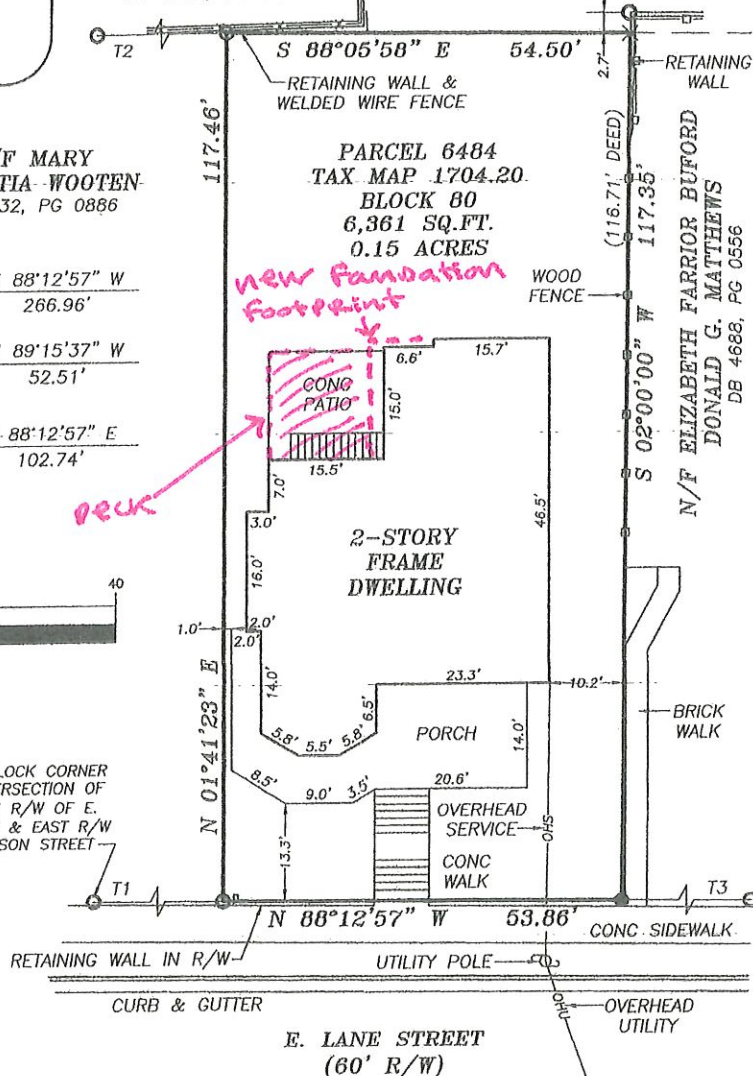 T2
S 88°05'58" E 54.50'
2.7'
RETAINING WALL &
WELDED WIRE FENCE
RETAINING
WALL
117.46'
F MARY
TIA WOOTEN
32, PG 0886
PARCEL 6484
TAX MAP 1704.20
BLOCK 80
6,361 SQ.FT.
0.15 ACRES
(116.71' DEED)
117.35'
S 02°00'00" W
N/F ELIZABETH FARRIOR BUFORD
DONALD G. MATTHEWS
DB 4688, PG 0556
88°12'57" W
266.96'
89°15'37" W
52.51'
88°12'57" E
102.74'
new foundation
footprint
WOOD
FENCE
6.6'
15.7'
CONC
PATIO
15.0'
15.5'
7.0'
Deck
3.0'
46.5'
2-STORY
FRAME
DWELLING
16.0'
40
1.0'
2.0'
2.0'
14.0'
23.3'
10.2'
N 01°41'23" E
5.8'
5.5'
5.8'
6.5'
PORCH
14.0'
BRICK
WALK
8.5'
9.0'
3.5'
20.6'
LOCK CORNER
ERSECTION OF
R/W OF E.
& EAST R/W
SON STREET
13.3'
OVERHEAD
SERVICE
OHS
CONC
WALK
T1
T3
N 88°12'57" W 53.86'
CONC SIDEWALK
RETAINING WALL IN R/W
UTILITY POLE
CURB & GUTTER
OHU
OVERHEAD
UTILITY
E. LANE STREET
(60' R/W)